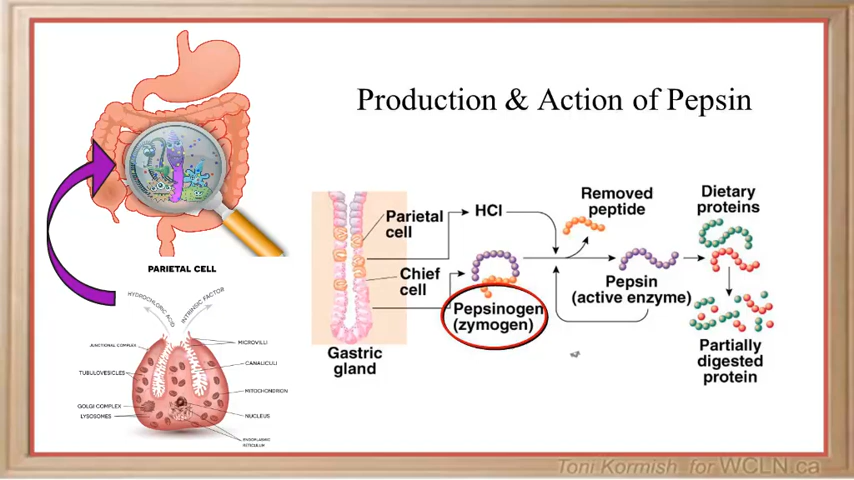 Production & Action of Pepsin
PARIETAL CELL
HYDROCHLORIC ACID
INTRINSIC FACTOR
JUNCTIONAL COMPLEX
MICROVILLI
CANALICULI
TUBULOVESICLES
MITOCHONDRION
GOLGI COMPLEX
LYSOSOMES
NUCLEUS
ENDOPLASMIC
RETICULUM
Parietal
cell
HCl
Removed
peptide
Dietary
proteins
Chief
cell
Pepsinogen
(zymogen)
Pepsin
(active enzyme)
Gastric
gland
Partially
digested
protein
Toni Kormish for WCLN.ca